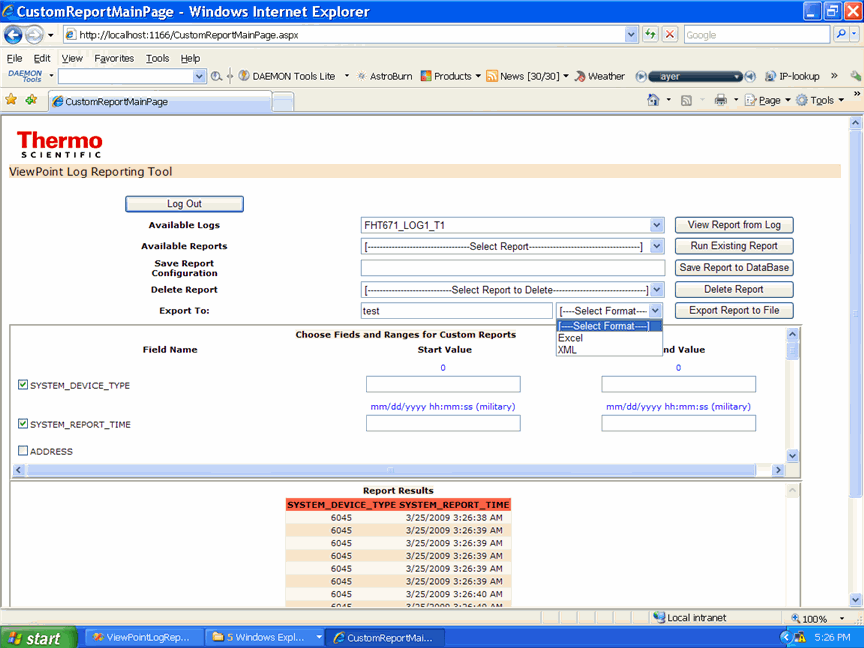 CustomReportMainPage - Windows Internet Explorer
http://localhost:1166/CustomReportMainPage.aspx
Google
File Edit View Favorites Tools Help
DAEMON Tools
DAEMON Tools Lite
AstroBurn
Products
News [30/30]
Weather
ayer
IP-lookup
»
CustomReportMainPage
Page
Tools
»
Thermo
SCIENTIFIC
ViewPoint Log Reporting Tool
Log Out
Available Logs FHT671_LOG1_T1 View Report from Log
Available Reports [----------------------------------Select Report-------------------------------------] Run Existing Report
Save Report
Configuration
Save Report to DataBase
Delete Report [----------------------------Select Report to Delete-------------------------------] Delete Report
Export To: test [----Select Format---- Export Report to File
[----Select Format----]
Excel
XML
Choose Fieds and Ranges for Custom Reports
Field Name Start Value nd Value
0 0
SYSTEM_DEVICE_TYPE
mm/dd/yyyy hh:mm:ss (military) mm/dd/yyyy hh:mm:ss (military)
SYSTEM_REPORT_TIME
ADDRESS
Report Results
SYSTEM_DEVICE_TYPE SYSTEM_REPORT_TIME
6045 3/25/2009 3:26:38 AM
6045 3/25/2009 3:26:39 AM
6045 3/25/2009 3:26:39 AM
6045 3/25/2009 3:26:39 AM
6045 3/25/2009 3:26:39 AM
6045 3/25/2009 3:26:39 AM
6045 3/25/2009 3:26:40 AM
6045 3/25/2009 3:26:40 AM
Local intranet
100%
start
ViewPointLogRep...
5 Windows Expl...
CustomReportMai...
5:26 PM